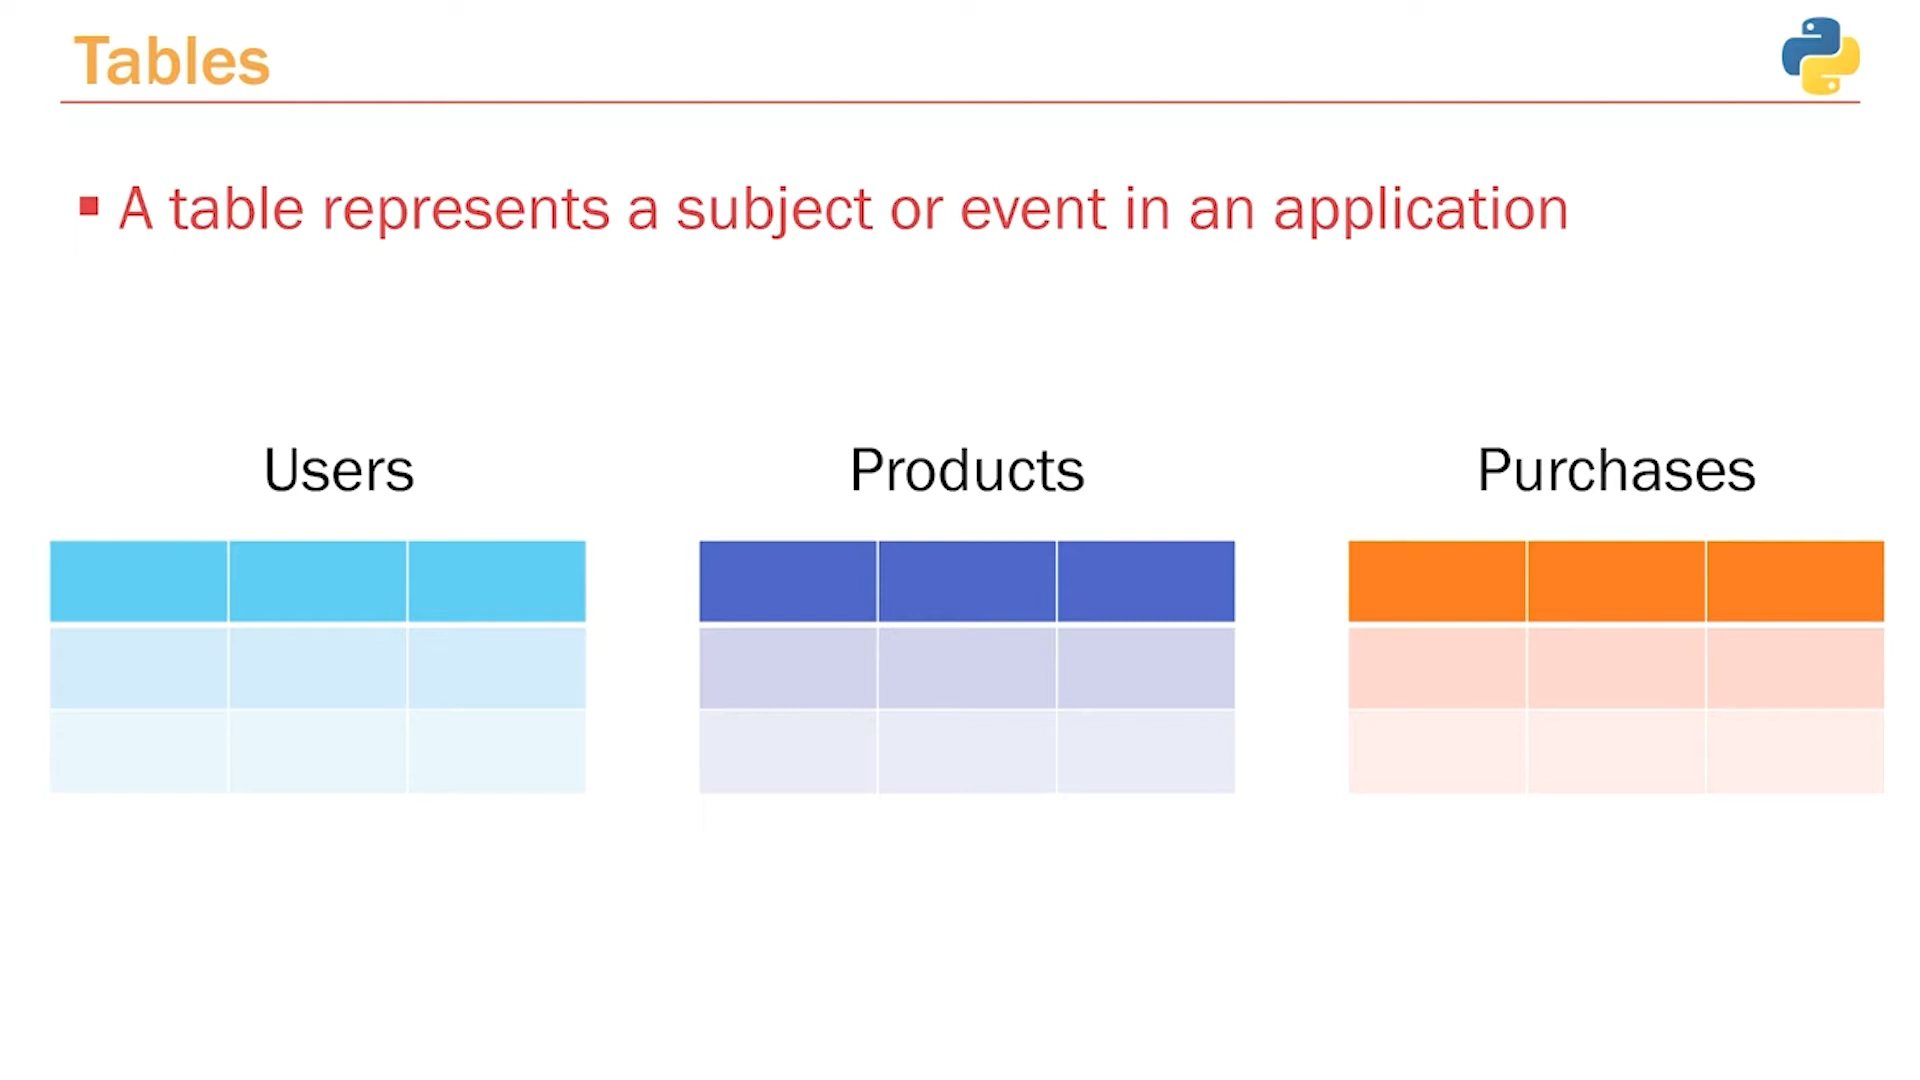 Tables
A table represents a subject or event in an application
Users
Products
Purchases